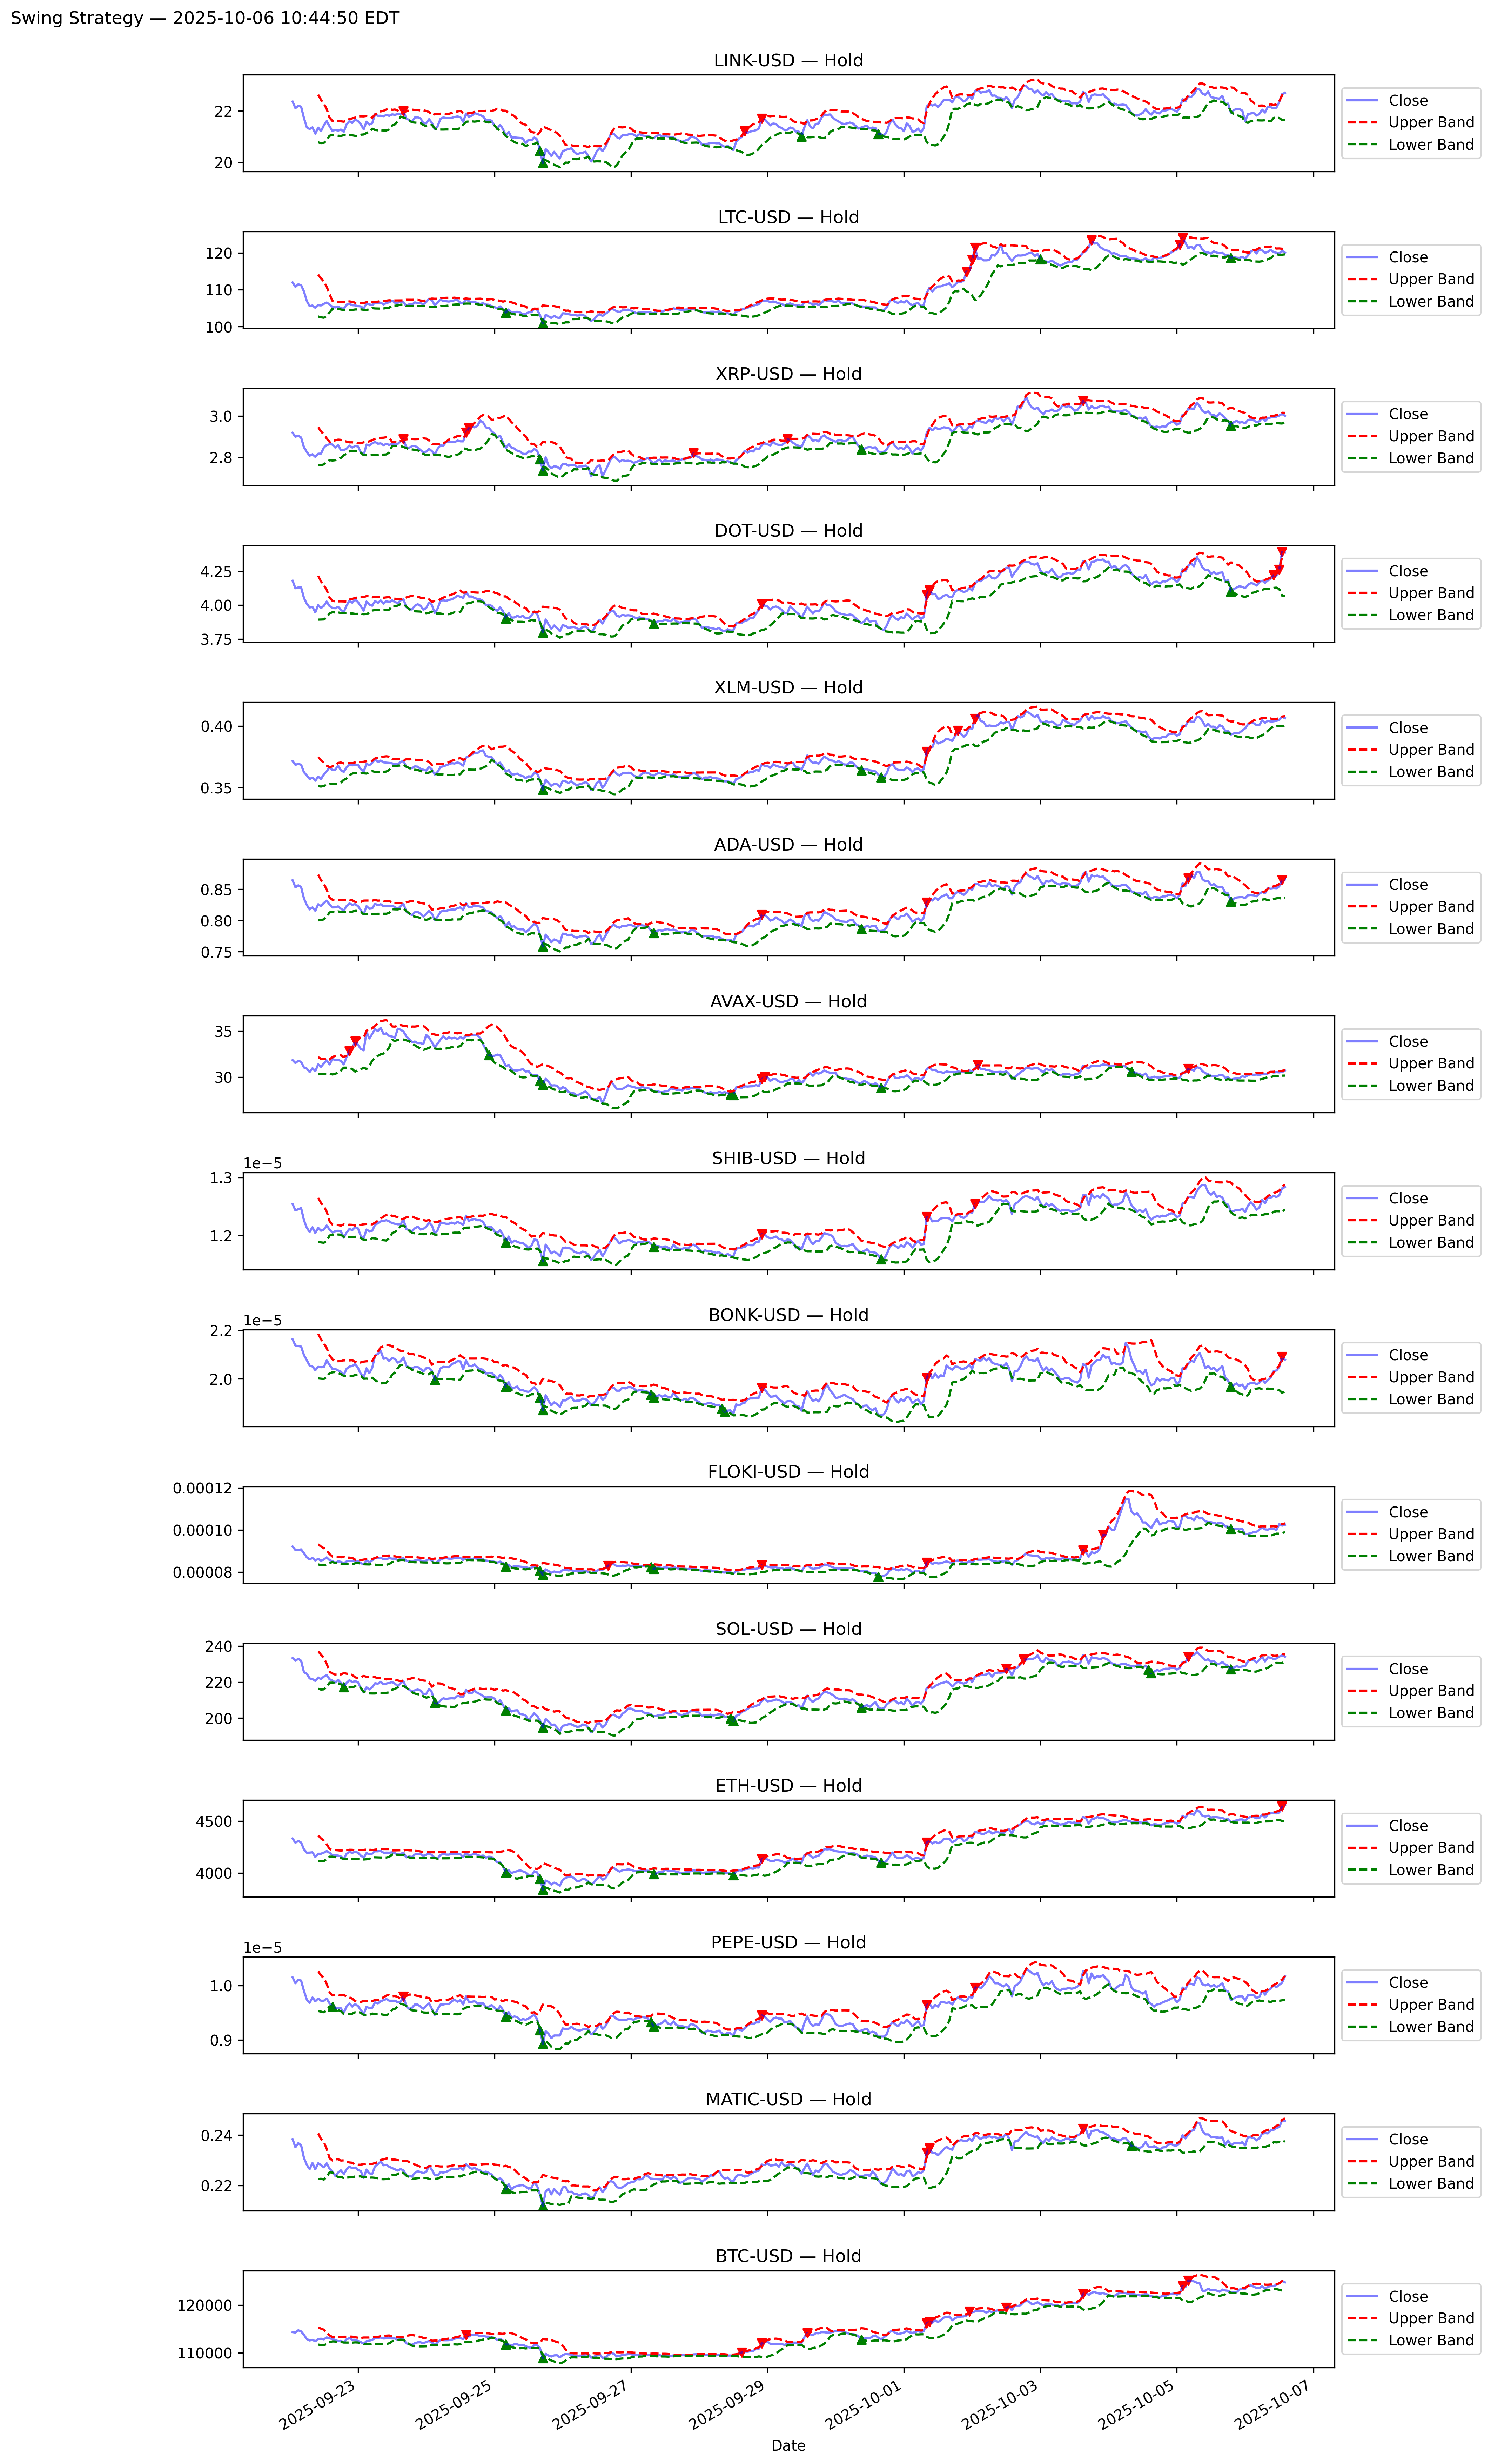 Swing Strategy — 2025-10-06 10:44:50 EDT
LINK-USD — Hold
22
20
Close
Upper Band
Lower Band
LTC-USD — Hold
120
110
100
Close
Upper Band
Lower Band
XRP-USD — Hold
3.0
2.8
Close
Upper Band
Lower Band
DOT-USD — Hold
4.25
4.00
3.75
Close
Upper Band
Lower Band
XLM-USD — Hold
0.40
0.35
Close
Upper Band
Lower Band
ADA-USD — Hold
0.85
0.80
0.75
Close
Upper Band
Lower Band
AVAX-USD — Hold
35
30
Close
Upper Band
Lower Band
SHIB-USD — Hold
1e−5
1.3
1.2
Close
Upper Band
Lower Band
BONK-USD — Hold
1e−5
2.2
2.0
Close
Upper Band
Lower Band
FLOKI-USD — Hold
0.00012
0.00010
0.00008
Close
Upper Band
Lower Band
SOL-USD — Hold
240
220
200
Close
Upper Band
Lower Band
ETH-USD — Hold
4500
4000
Close
Upper Band
Lower Band
PEPE-USD — Hold
1e−5
1.0
0.9
Close
Upper Band
Lower Band
MATIC-USD — Hold
0.24
0.22
Close
Upper Band
Lower Band
BTC-USD — Hold
120000
110000
Close
Upper Band
Lower Band
2025-09-23
2025-09-25
2025-09-27
2025-09-29
2025-10-01
2025-10-03
2025-10-05
2025-10-07
Date